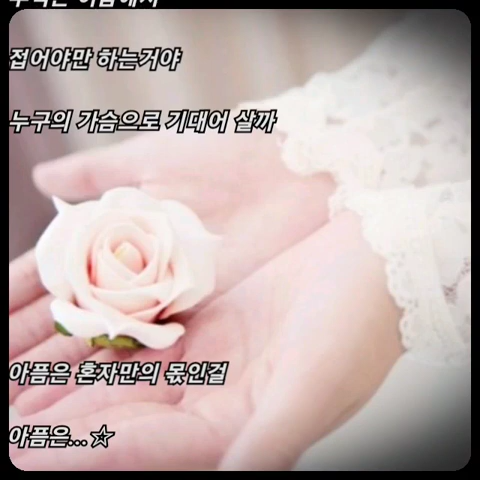 접어야만 하는거야
누구의 가슴으로 기대어 살까
아픔은 혼자만의 몫인걸
아픔은...☆